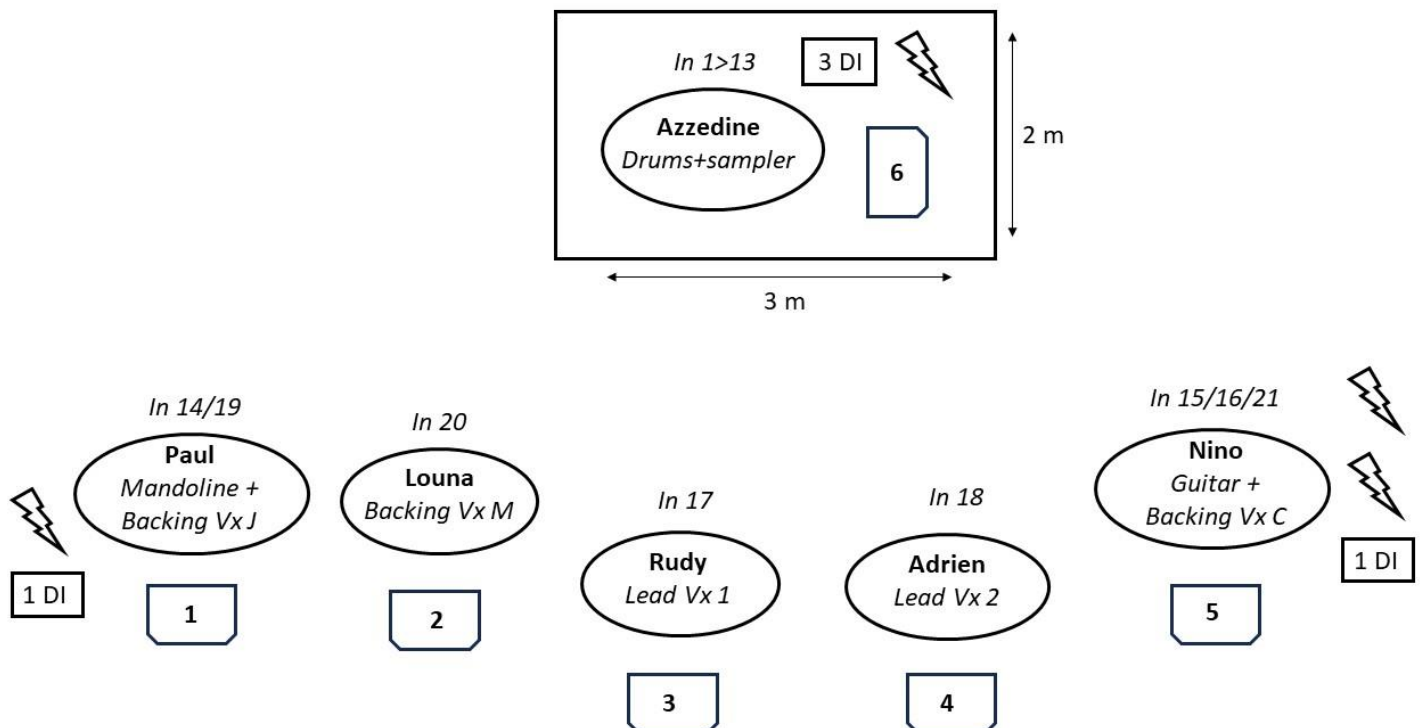 In 1>13
3 DI
Azzedine
Drums+sampler
6
2 m
3 m
In 14/19
Paul
Mandoline +
Backing Vx J
1 DI
1
In 20
Louna
Backing Vx M
2
In 17
Rudy
Lead Vx 1
3
In 18
Adrien
Lead Vx 2
4
In 15/16/21
Nino
Guitar +
Backing Vx C
1 DI
5